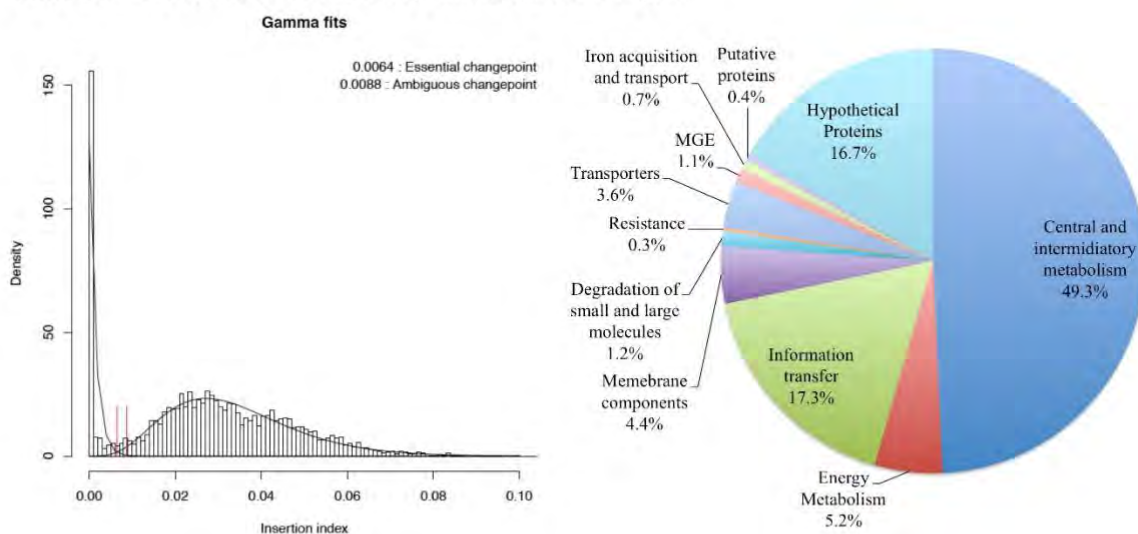 Gamma fits
0.0064 : Essential changepoint
0.0088 : Ambiguous changepoint
Density
150
100
50
0
0.00
0.02
0.04
0.06
0.08
0.10
Insertion index
Iron acquisition
and transport
0.7%
Putative
proteins
0.4%
MGE
1.1%
Transporters
3.6%
Resistance
0.3%
Degradation of
small and large
molecules
1.2%
Memebrane
components
4.4%
Hypothetical
Proteins
16.7%
Central and
intermidiatory
metabolism
49.3%
Information
transfer
17.3%
Energy
Metabolism
5.2%